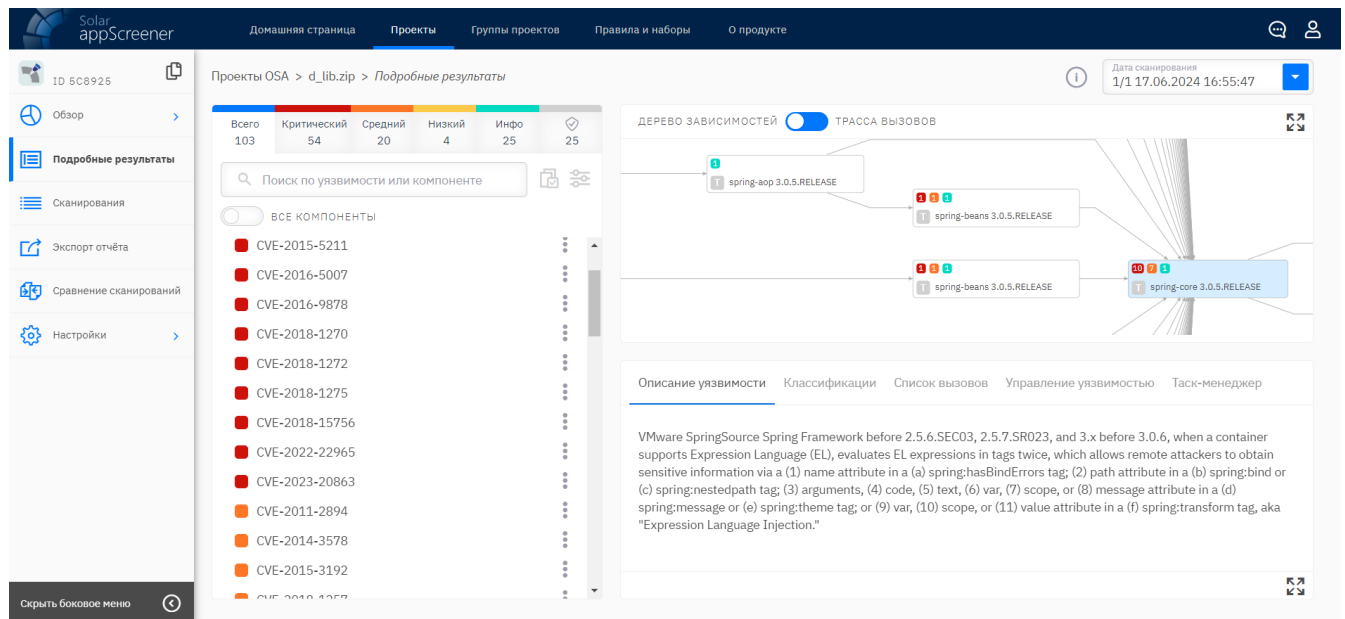 Solar
appScreener
Домашняя страница
Проекты
Группы проектов
Правила и наборы
О продукте
ID 5C8925
Обзор
Подробные результаты
Сканирования
Экспорт отчёта
Сравнение сканирований
Настройки
Скрыть боковое меню
Проекты OSA > d_lib.zip > Подробные результаты
Дата сканирования
1/1 17.06.2024 16:55:47
Всего Критический Средний Низкий Инфо
103 54 20 4 25 25
Поиск по уязвимости или компоненте
ВСЕ КОМПОНЕНТЫ
CVE-2015-5211
CVE-2016-5007
CVE-2016-9878
CVE-2018-1270
CVE-2018-1272
CVE-2018-1275
CVE-2018-15756
CVE-2022-22965
CVE-2023-20863
CVE-2011-2894
CVE-2014-3578
CVE-2015-3192
CVE-2018-1257
ДЕРЕВО ЗАВИСИМОСТЕЙ ТРАССА ВЫЗОВОВ
1
T spring-aop 3.0.5.RELEASE
1 1 1
T spring-beans 3.0.5.RELEASE
1 1 1
T spring-beans 3.0.5.RELEASE
10 7 1
T spring-core 3.0.5.RELEASE
Описание уязвимости Классификации Список вызовов Управление уязвимостью Таск-менеджер
VMware SpringSource Spring Framework before 2.5.6.SEC03, 2.5.7.SR023, and 3.x before 3.0.6, when a container
supports Expression Language (EL), evaluates EL expressions in tags twice, which allows remote attackers to obtain
sensitive information via a (1) name attribute in a (a) spring:hasBindErrors tag; (2) path attribute in a (b) spring:bind or
(c) spring:nestedpath tag; (3) arguments, (4) code, (5) text, (6) var, (7) scope, or (8) message attribute in a (d)
spring:message or (e) spring:theme tag; or (9) var, (10) scope, or (11) value attribute in a (f) spring:transform tag, aka
"Expression Language Injection."